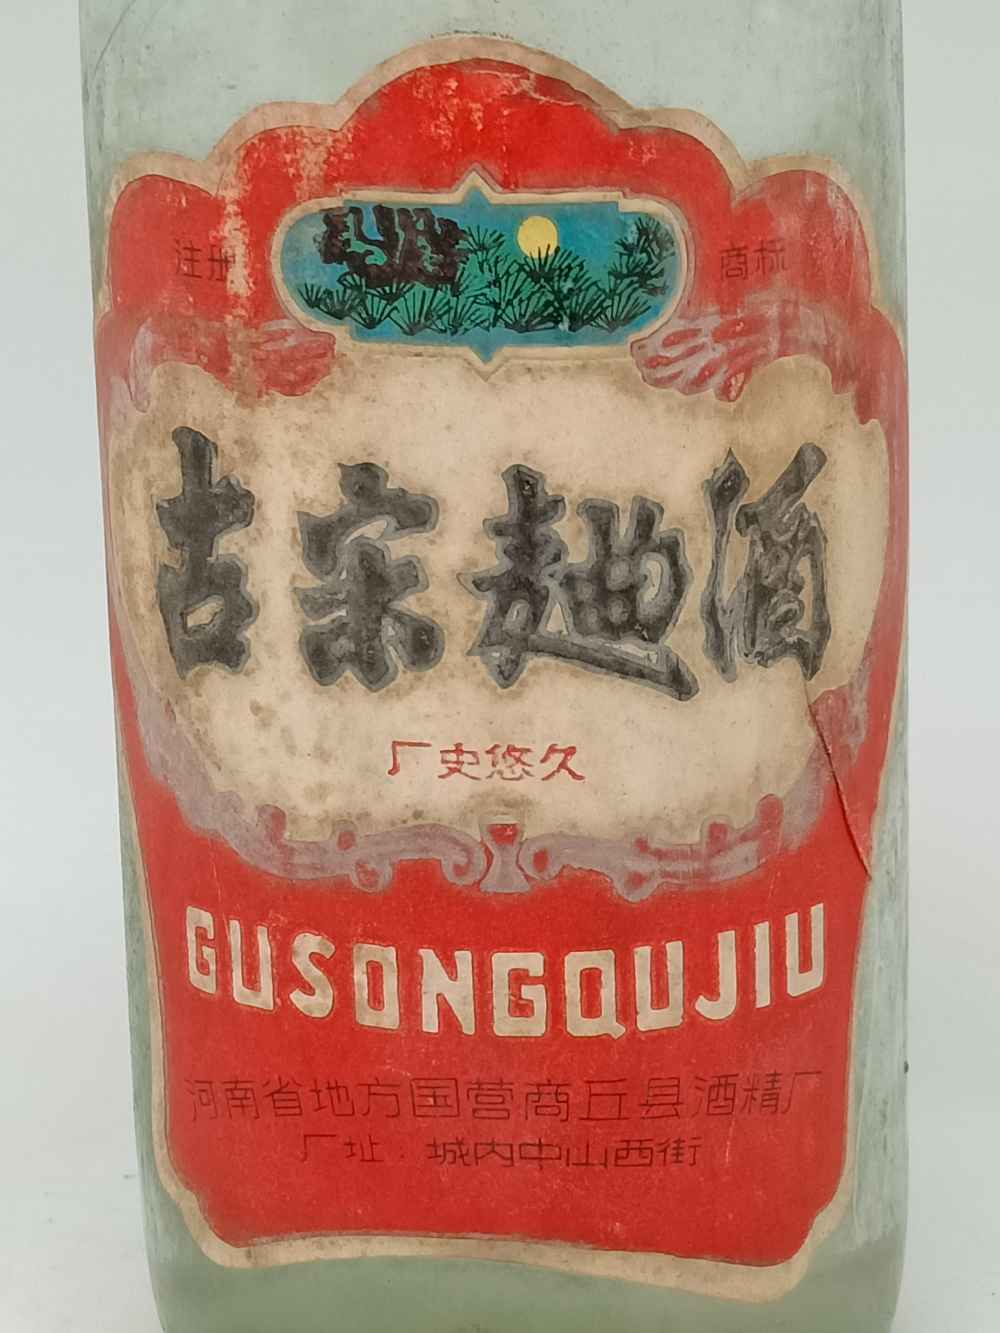 注册 商标
古宋麯酒
厂史悠久
GUSONGQUJIU
河南省地方国营商丘县酒精厂
厂址：城内中山西街